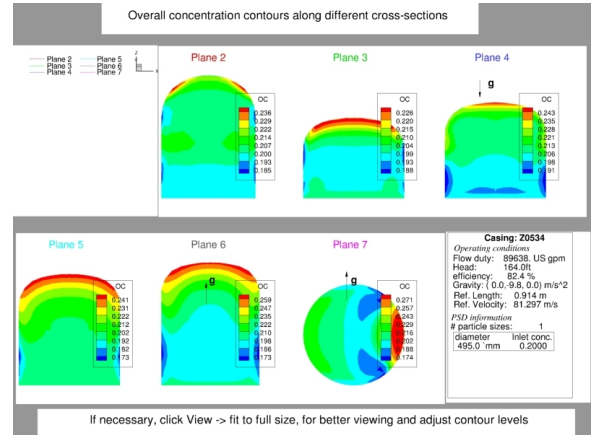 Overall concentration contours along different cross-sections
Plane 2 Plane 5
Plane 3 Plane 6
Plane 4 Plane 7
z
x
Plane 2
OC
0.236
0.229
0.222
0.214
0.207
0.200
0.193
0.185
Plane 3
OC
0.226
0.220
0.215
0.210
0.204
0.199
0.193
0.188
Plane 4
g
OC
0.243
0.235
0.228
0.221
0.213
0.206
0.198
0.191
Plane 5
OC
0.241
0.231
0.222
0.212
0.202
0.192
0.182
0.173
Plane 6
g
OC
0.259
0.247
0.235
0.222
0.210
0.198
0.186
0.173
Plane 7
g
OC
0.271
0.257
0.243
0.229
0.216
0.202
0.188
0.174
Casing: Z0534
Operating conditions
Flow duty: 89638. US gpm
Head: 164.0ft
efficiency: 82.4 %
Gravity: ( 0.0,-9.8, 0.0) m/s^2
Ref. Length: 0.914 m
Ref. Velocity: 81.297 m/s
PSD information
# particle sizes: 1
diameter Inlet conc.
495.0 `mm 0.2000
If necessary, click View -> fit to full size, for better viewing and adjust contour levels